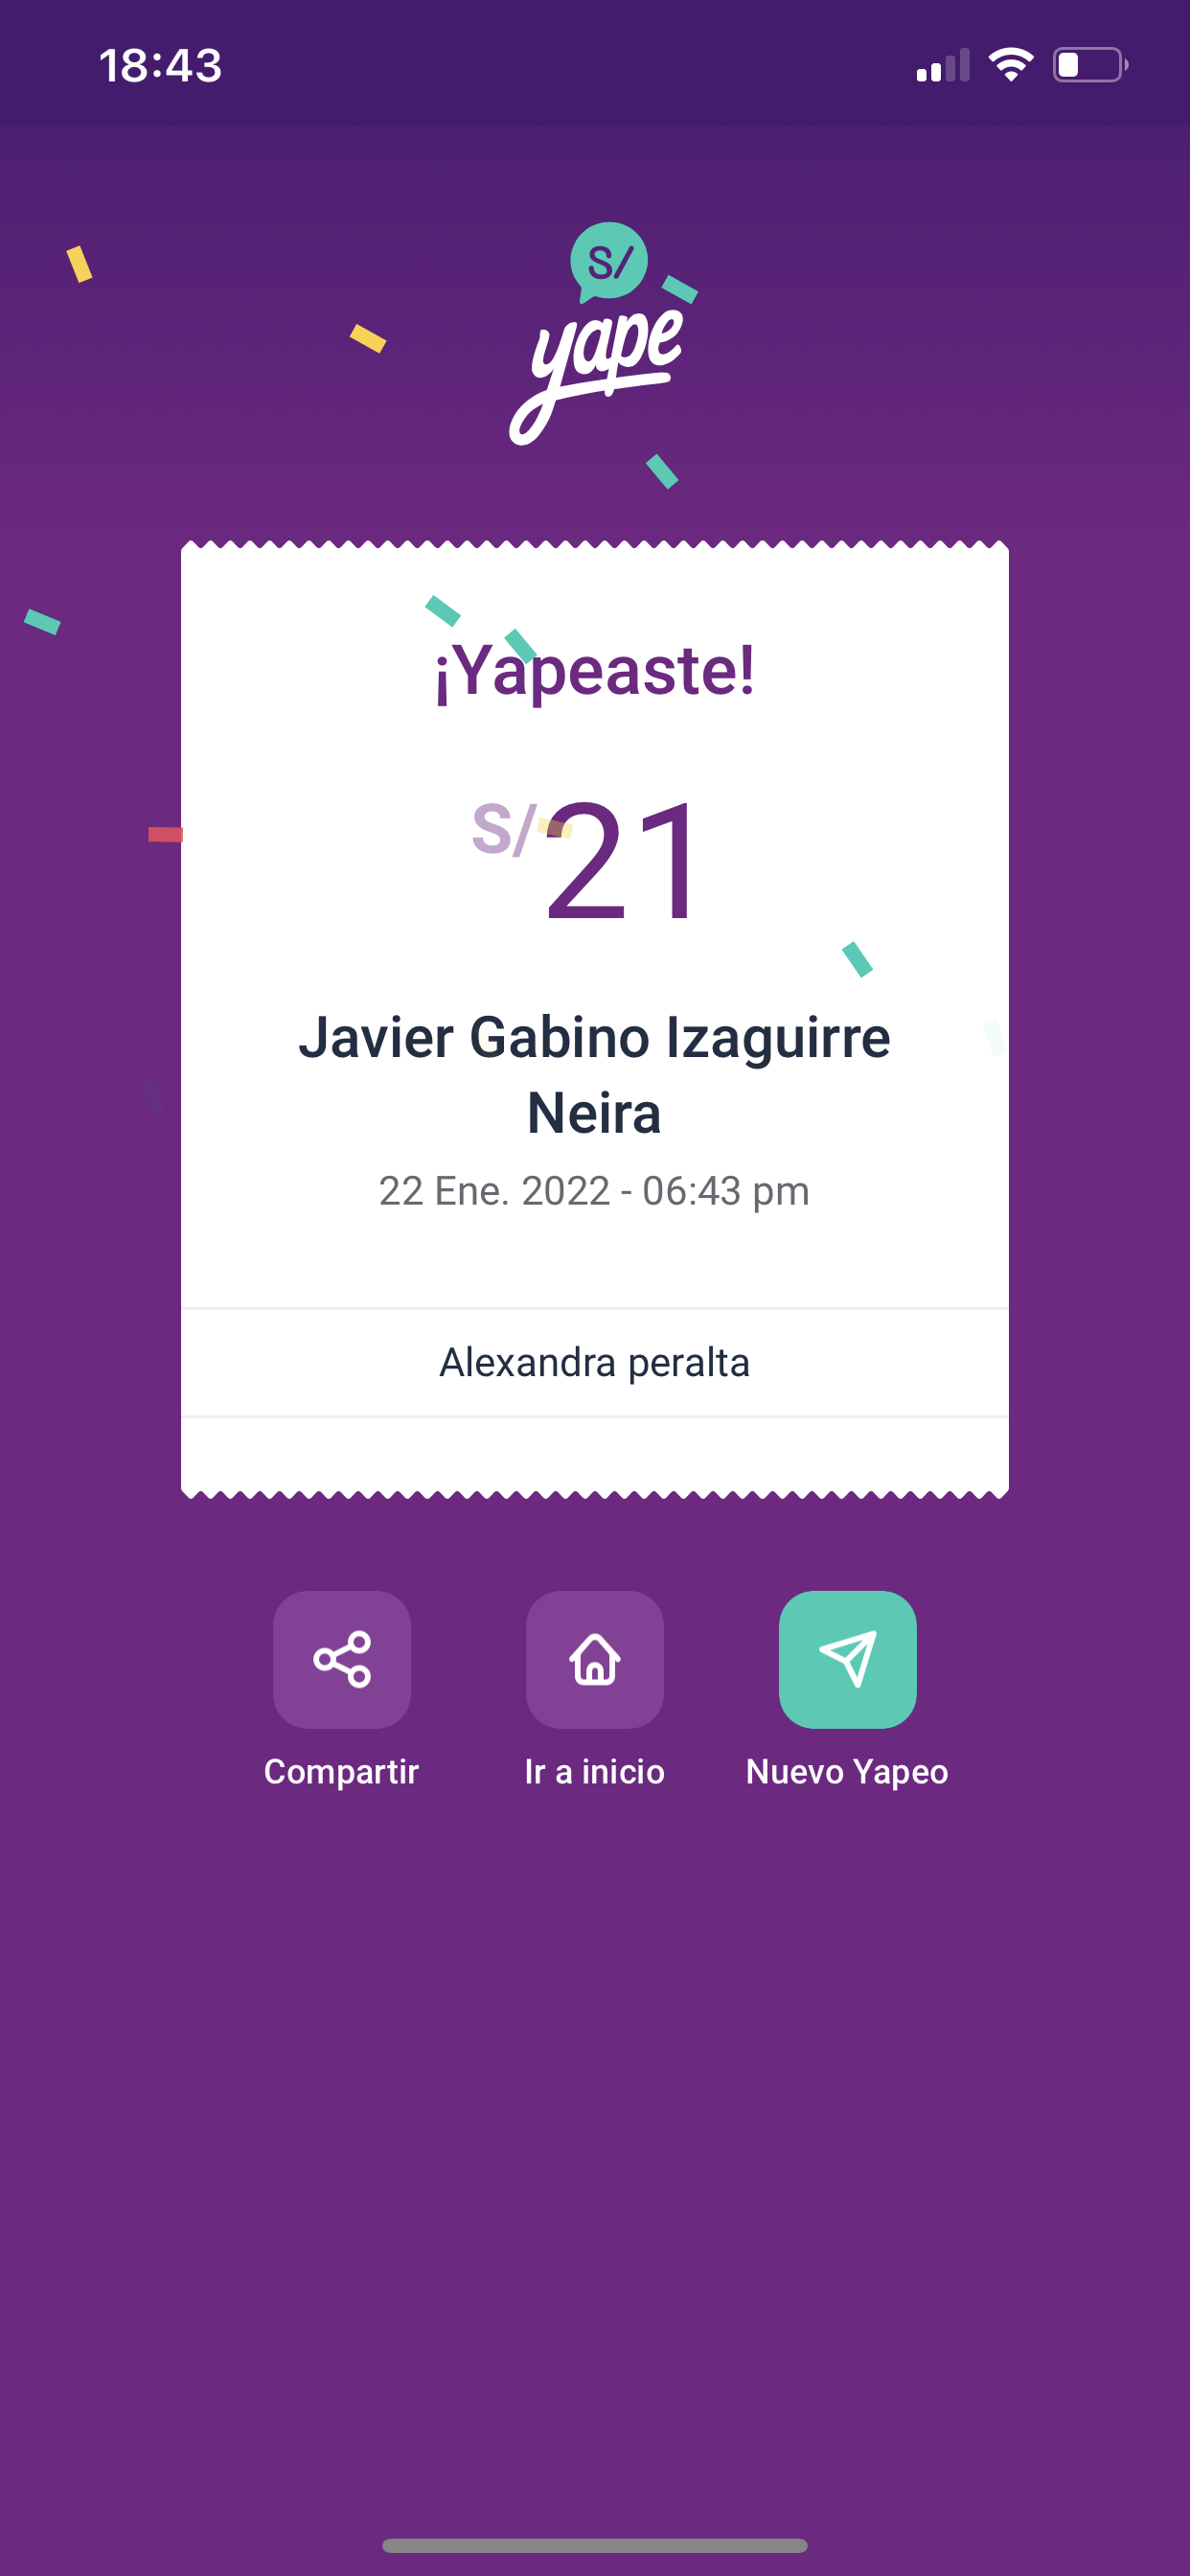 18:43
S/
yape
¡Yapeaste!
S/21
Javier Gabino Izaguirre
Neira
22 Ene. 2022 - 06:43 pm
Alexandra peralta
Compartir Ir a inicio Nuevo Yapeo